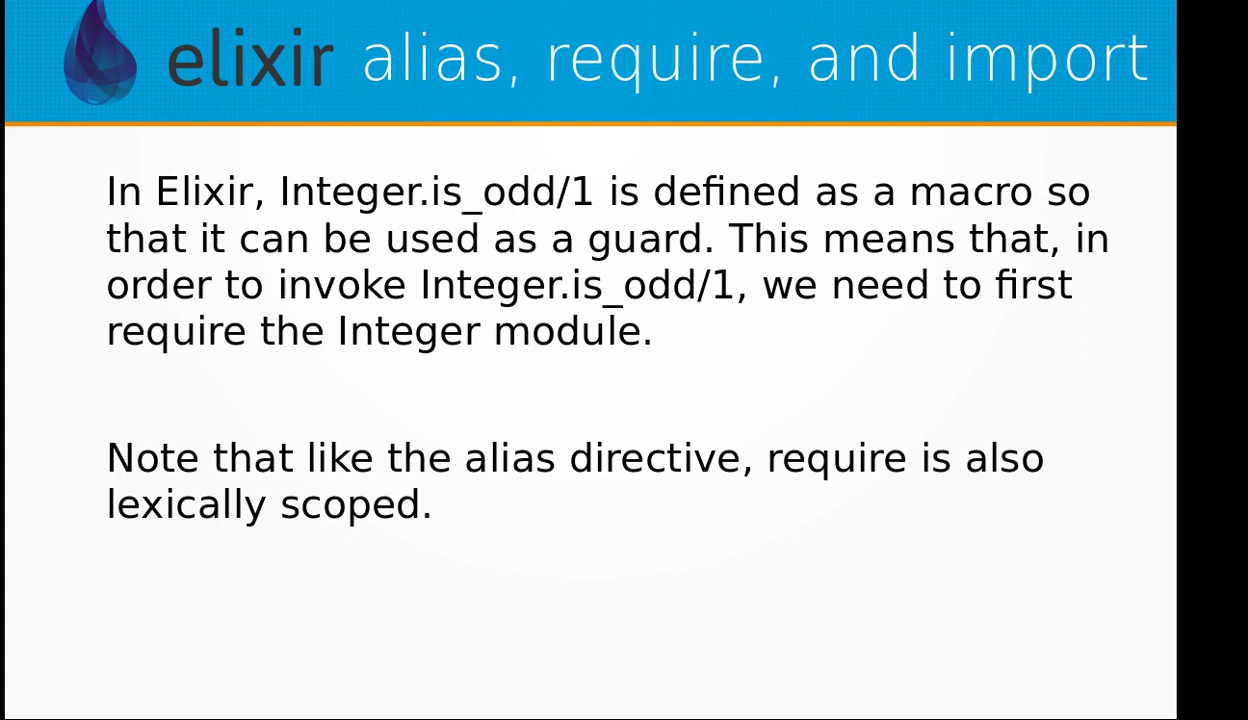 elixir alias, require, and import
In Elixir, Integer.is_odd/1 is defined as a macro so
that it can be used as a guard. This means that, in
order to invoke Integer.is_odd/1, we need to first
require the Integer module.
Note that like the alias directive, require is also
lexically scoped.